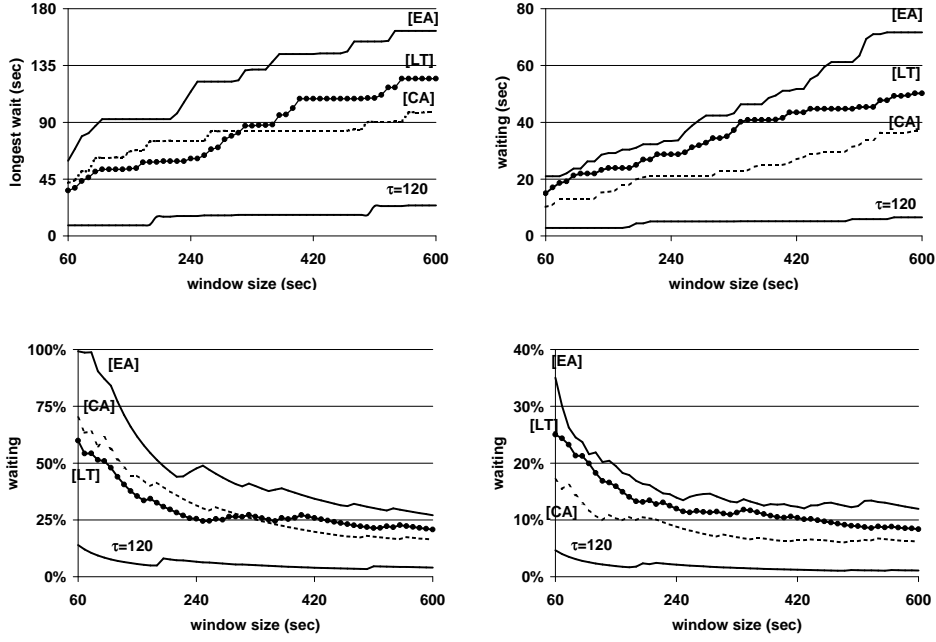 longest wait (sec)
180
135
90
45
0
[EA]
[LT]
[CA]
τ=120
60
240
420
600
window size (sec)
waiting (sec)
80
60
40
20
0
[EA]
[LT]
[CA]
τ=120
60
240
420
600
window size (sec)
waiting
100%
75%
50%
25%
0%
[EA]
[CA]
[LT]
τ=120
60
240
420
600
window size (sec)
waiting
40%
30%
20%
10%
0%
[EA]
[LT]
[CA]
τ=120
60
240
420
600
window size (sec)